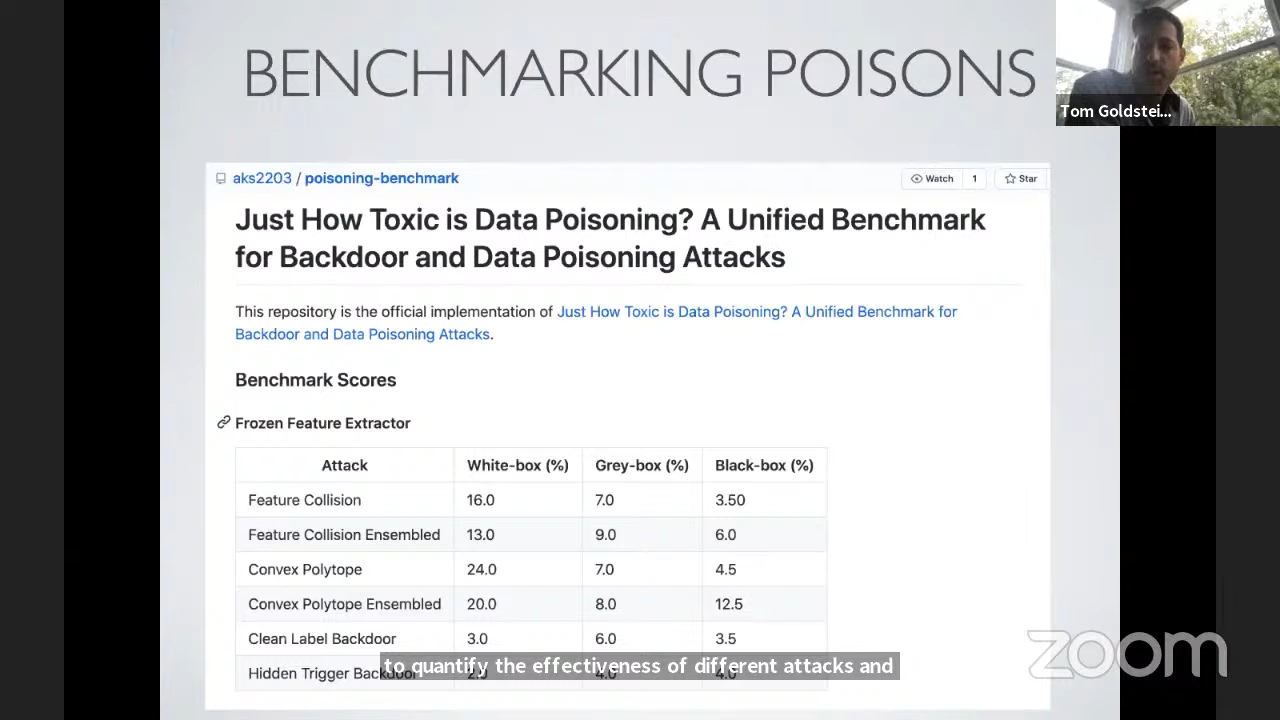 BENCHMARKING POISONS
Tom Goldstei...
aks2203 / poisoning-benchmark
Watch 1 Star
Just How Toxic is Data Poisoning? A Unified Benchmark
for Backdoor and Data Poisoning Attacks
This repository is the official implementation of Just How Toxic is Data Poisoning? A Unified Benchmark for
Backdoor and Data Poisoning Attacks.
Benchmark Scores
Frozen Feature Extractor
Attack White-box (%) Grey-box (%) Black-box (%)
Feature Collision 16.0 7.0 3.50
Feature Collision Ensembled 13.0 9.0 6.0
Convex Polytope 24.0 7.0 4.5
Convex Polytope Ensembled 20.0 8.0 12.5
Clean Label Backdoor 3.0 6.0 3.5
Hidden Trigger Backdoor
to quantify the effectiveness of different attacks and
zoom